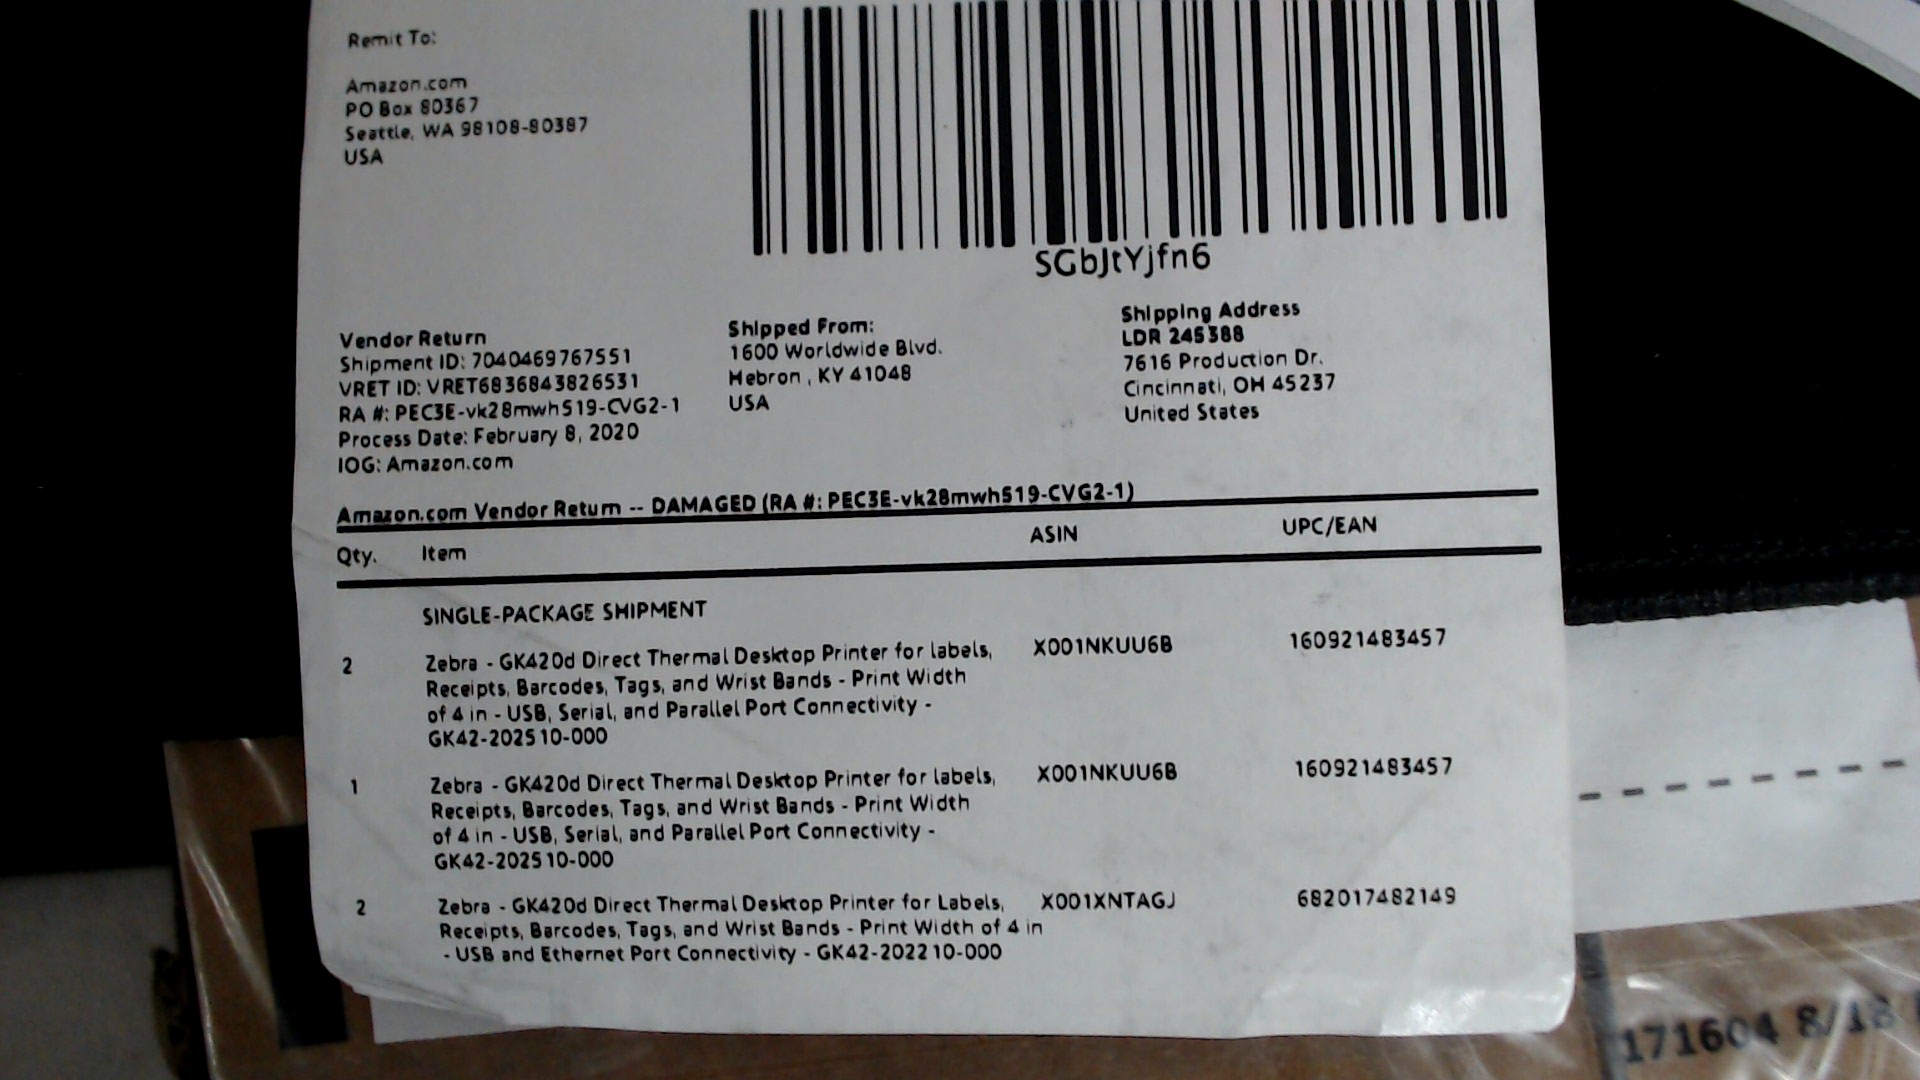 Remit To:
Amazon.com
PO Box 80367
Seattle, WA 98108-80387
USA
SGbJtYjfn6
Vendor Return
Shipment ID: 7040469767551
VRET ID: VRET6836843826531
RA #: PEC3E-vk28mwh519-CVG2-1
Process Date: February 8, 2020
IOG: Amazon.com
Shipped From:
1600 Worldwide Blvd.
Hebron , KY 41048
USA
Shipping Address
LDR 245388
7616 Production Dr.
Cincinnati, OH 45237
United States
Amazon.com Vendor Return -- DAMAGED (RA #: PEC3E-vk28mwh519-CVG2-1)
Qty. Item ASIN UPC/EAN
SINGLE-PACKAGE SHIPMENT
2 Zebra - GK420d Direct Thermal Desktop Printer for labels, X001NKUU6B 160921483457
Receipts, Barcodes, Tags, and Wrist Bands - Print Width
of 4 in - USB, Serial, and Parallel Port Connectivity -
GK42-202510-000
1 Zebra - GK420d Direct Thermal Desktop Printer for labels, X001NKUU6B 160921483457
Receipts, Barcodes, Tags, and Wrist Bands - Print Width
of 4 in - USB, Serial, and Parallel Port Connectivity -
GK42-202510-000
2 Zebra - GK420d Direct Thermal Desktop Printer for Labels, X001XNTAGJ 682017482149
Receipts, Barcodes, Tags, and Wrist Bands - Print Width of 4 in
- USB and Ethernet Port Connectivity - GK42-202210-000
171604 8/18